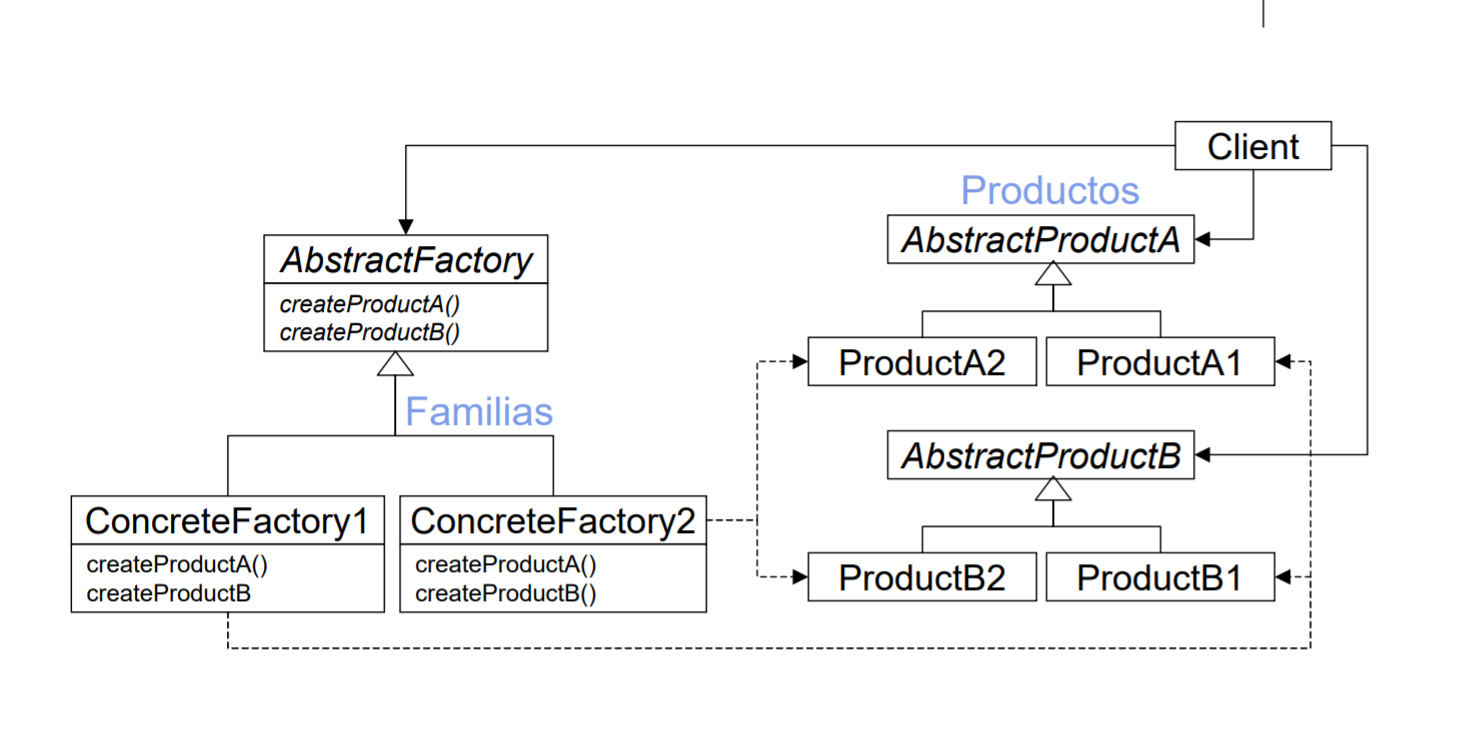 Client
Productos
AbstractProductA
AbstractFactory
createProductA()
createProductB()
ProductA2
ProductA1
Familias
AbstractProductB
ConcreteFactory1
createProductA()
createProductB
ConcreteFactory2
createProductA()
createProductB()
ProductB2
ProductB1